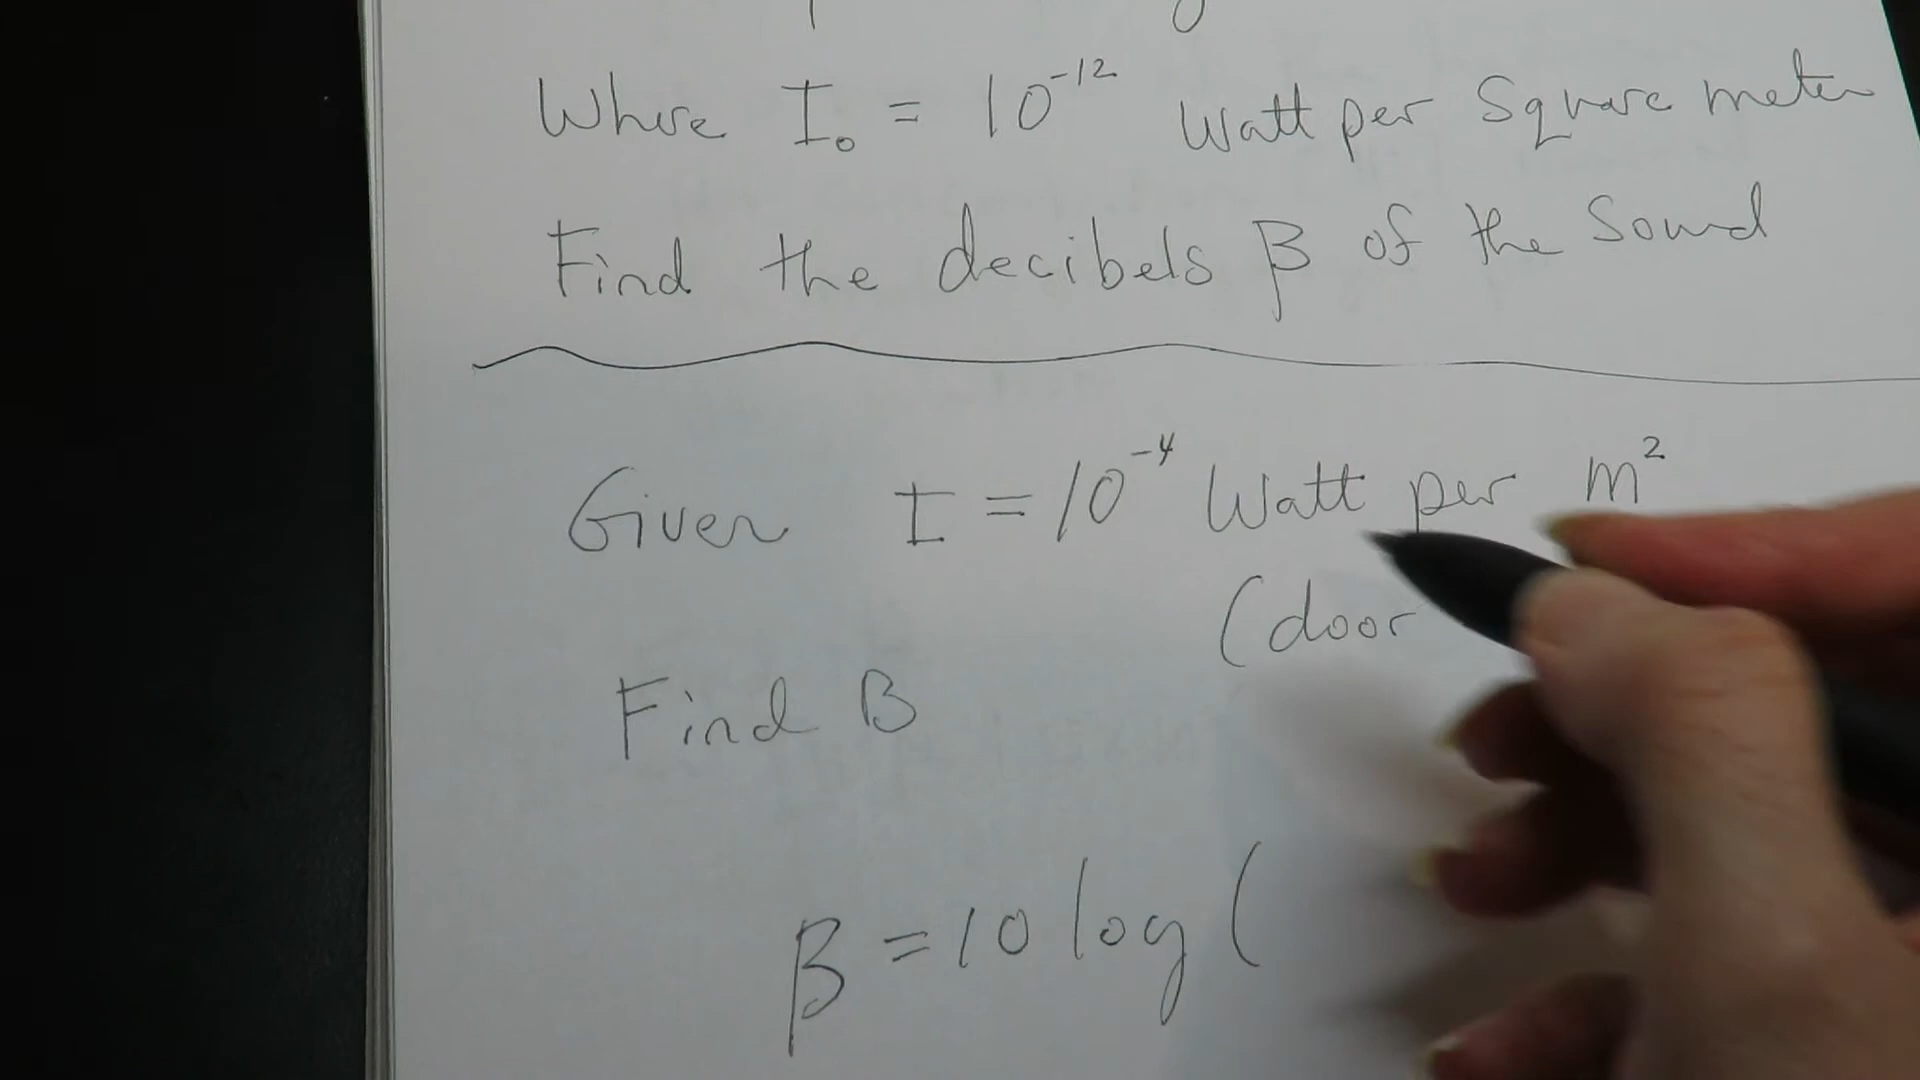 Where I₀ = 10⁻¹² Watt per Square meter
Find the decibels β of the Sound
Given I = 10⁻⁴ Watt per m²
(door
Find B
β = 10 log (